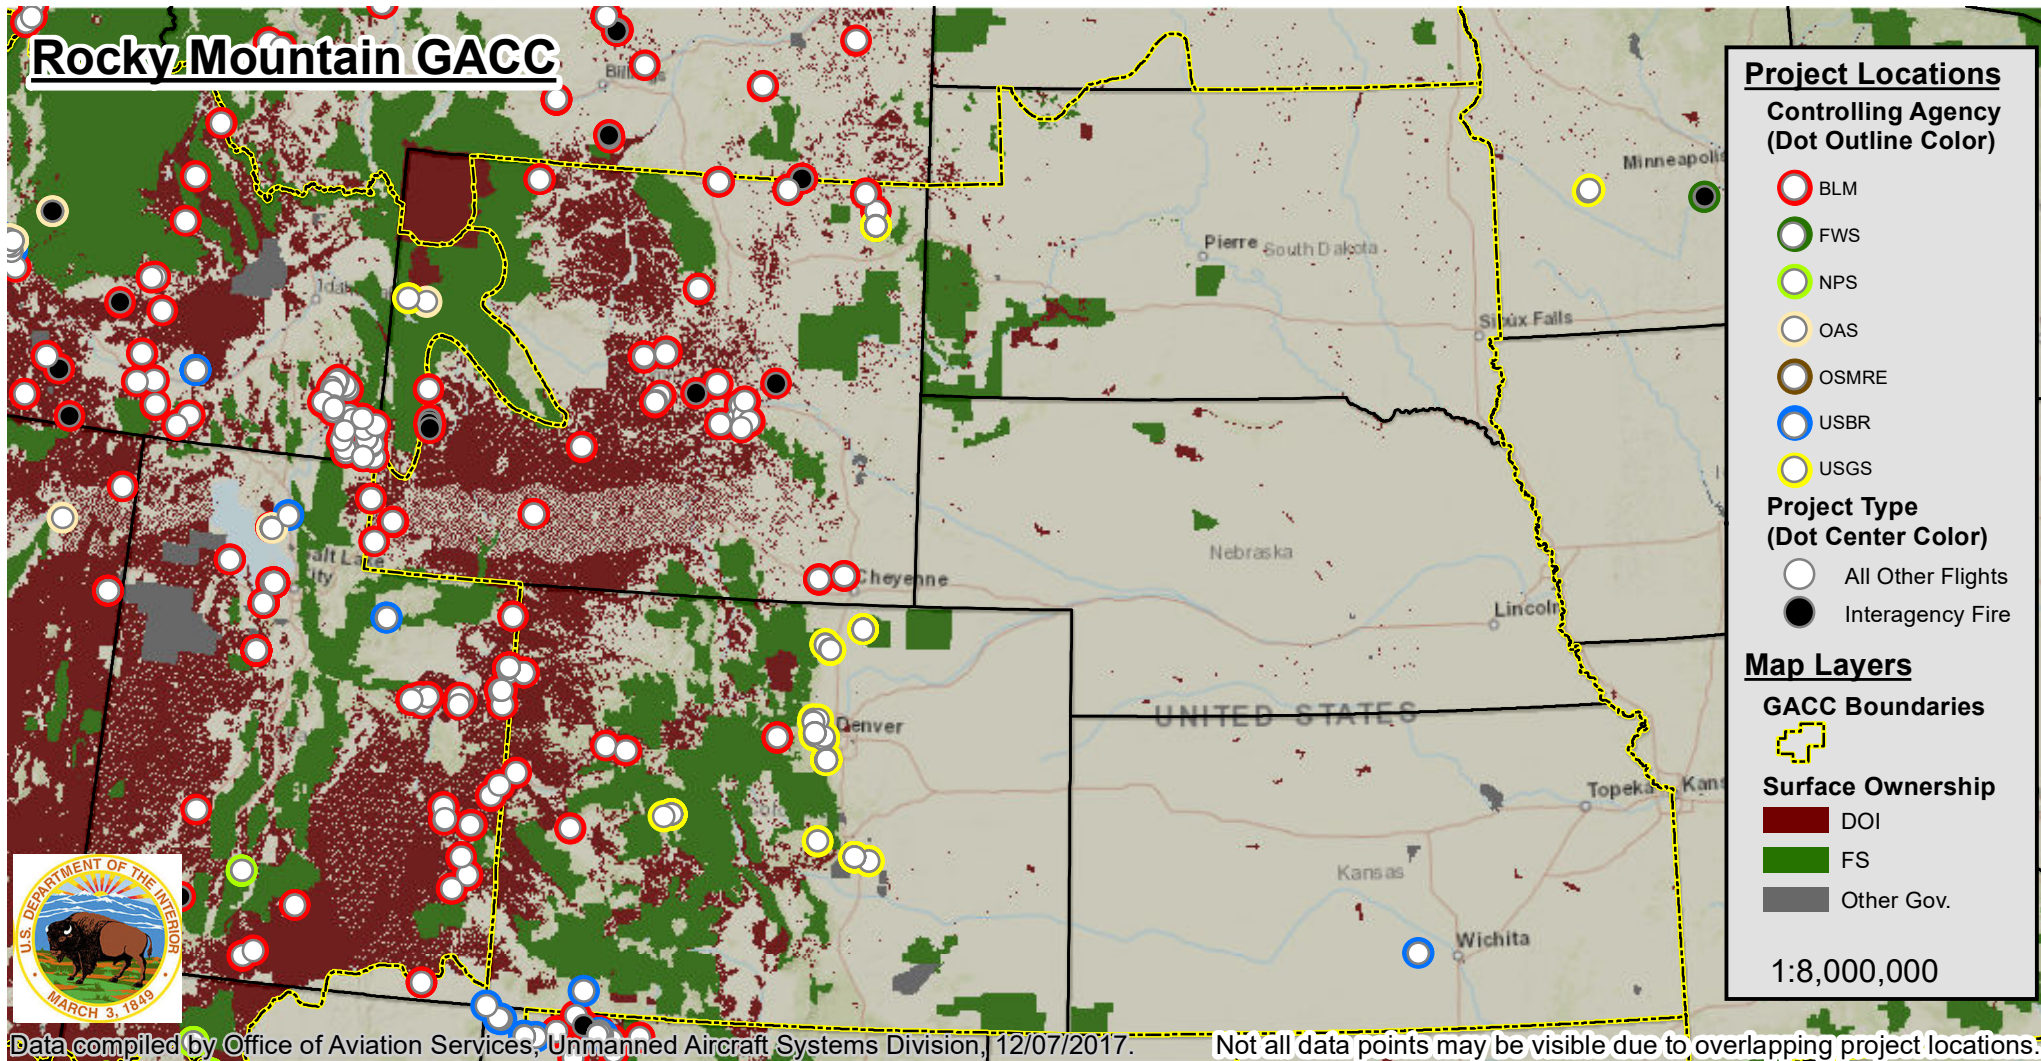 Rocky Mountain GACC
Project Locations
Controlling Agency
(Dot Outline Color)
BLM
FWS
NPS
OAS
OSMRE
USBR
USGS
Project Type
(Dot Center Color)
All Other Flights
Interagency Fire
Map Layers
GACC Boundaries
Surface Ownership
DOI
FS
Other Gov.
1:8,000,000
Minneapolis
Pierre
South Dakota
Sioux Falls
Cheyenne
Nebraska
Lincoln
Denver
UNITED STATES
Topeka
Kans
Kansas
Wichita
alt Lake
ity
U.S. DEPARTMENT OF THE INTERIOR
MARCH 3, 1849
Data compiled by Office of Aviation Services, Unmanned Aircraft Systems Division, 12/07/2017.
Not all data points may be visible due to overlapping project locations.